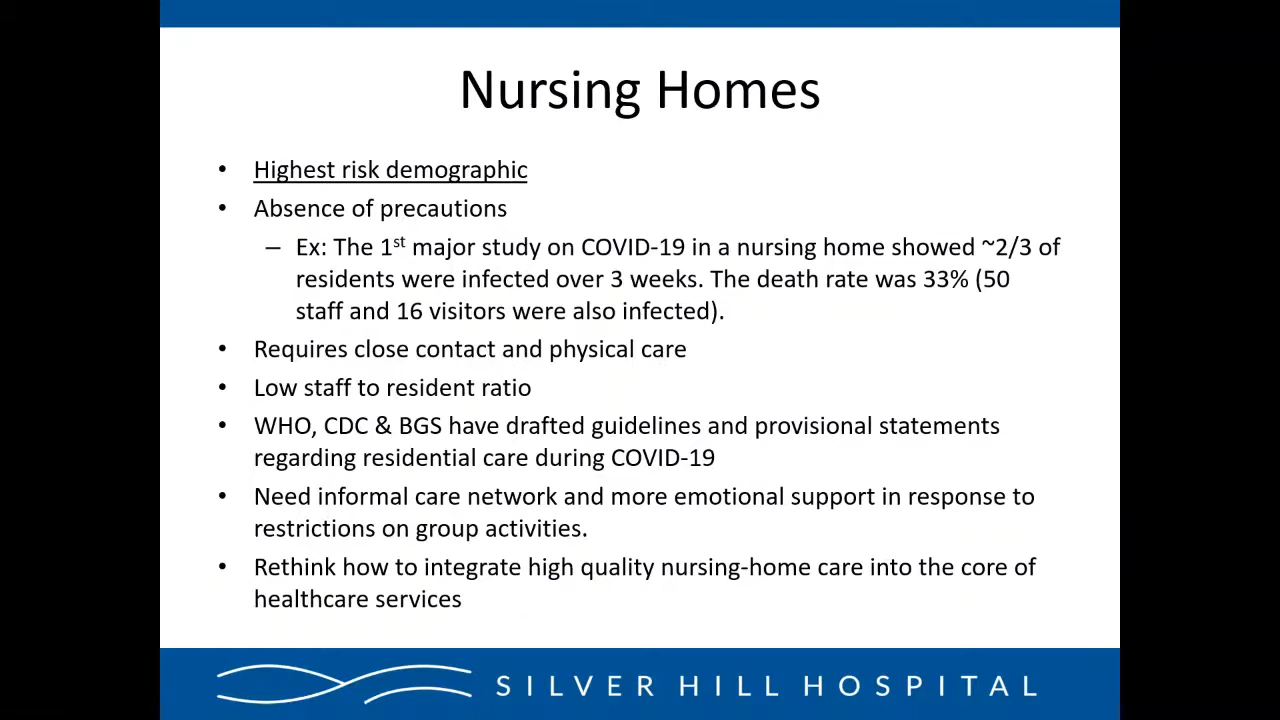 Nursing Homes
• Highest risk demographic
• Absence of precautions
– Ex: The 1st major study on COVID-19 in a nursing home showed ~2/3 of
residents were infected over 3 weeks. The death rate was 33% (50
staff and 16 visitors were also infected).
• Requires close contact and physical care
• Low staff to resident ratio
• WHO, CDC & BGS have drafted guidelines and provisional statements
regarding residential care during COVID-19
• Need informal care network and more emotional support in response to
restrictions on group activities.
• Rethink how to integrate high quality nursing-home care into the core of
healthcare services
SILVER HILL HOSPITAL